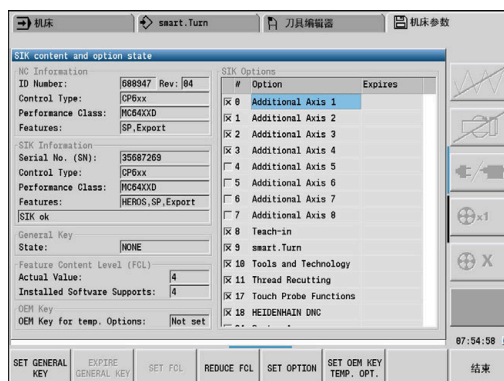 机床
smart.Turn
刀具编辑器
机床参数
SIK content and option state
NC Information
ID Number: 688947 Rev: 04
Control Type: CP6xx
Performance Class: MC64XXD
Features: SP,Export
SIK Information
Serial No. (SN): 35687269
Control Type: CP6xx
Performance Class: MC64XXD
Features: HEROS,SP,Export
SIK ok
General Key
State: NONE
Feature Content Level (FCL)
Actual Value: 4
Installed Software Supports: 4
OEM Key
OEM Key for temp. Options: Not set
SIK Options
# Option Expires
0 Additional Axis 1
1 Additional Axis 2
2 Additional Axis 3
3 Additional Axis 4
4 Additional Axis 5
5 Additional Axis 6
6 Additional Axis 7
7 Additional Axis 8
8 Teach-in
9 smart.Turn
10 Tools and Technology
11 Thread Recutting
17 Touch Probe Functions
18 HEIDENHAIN DNC
x1
X
07:54:58
SET GENERAL KEY
EXPIRE GENERAL KEY
SET FCL
REDUCE FCL
SET OPTION
SET OEM KEY TEMP. OPT.
结束